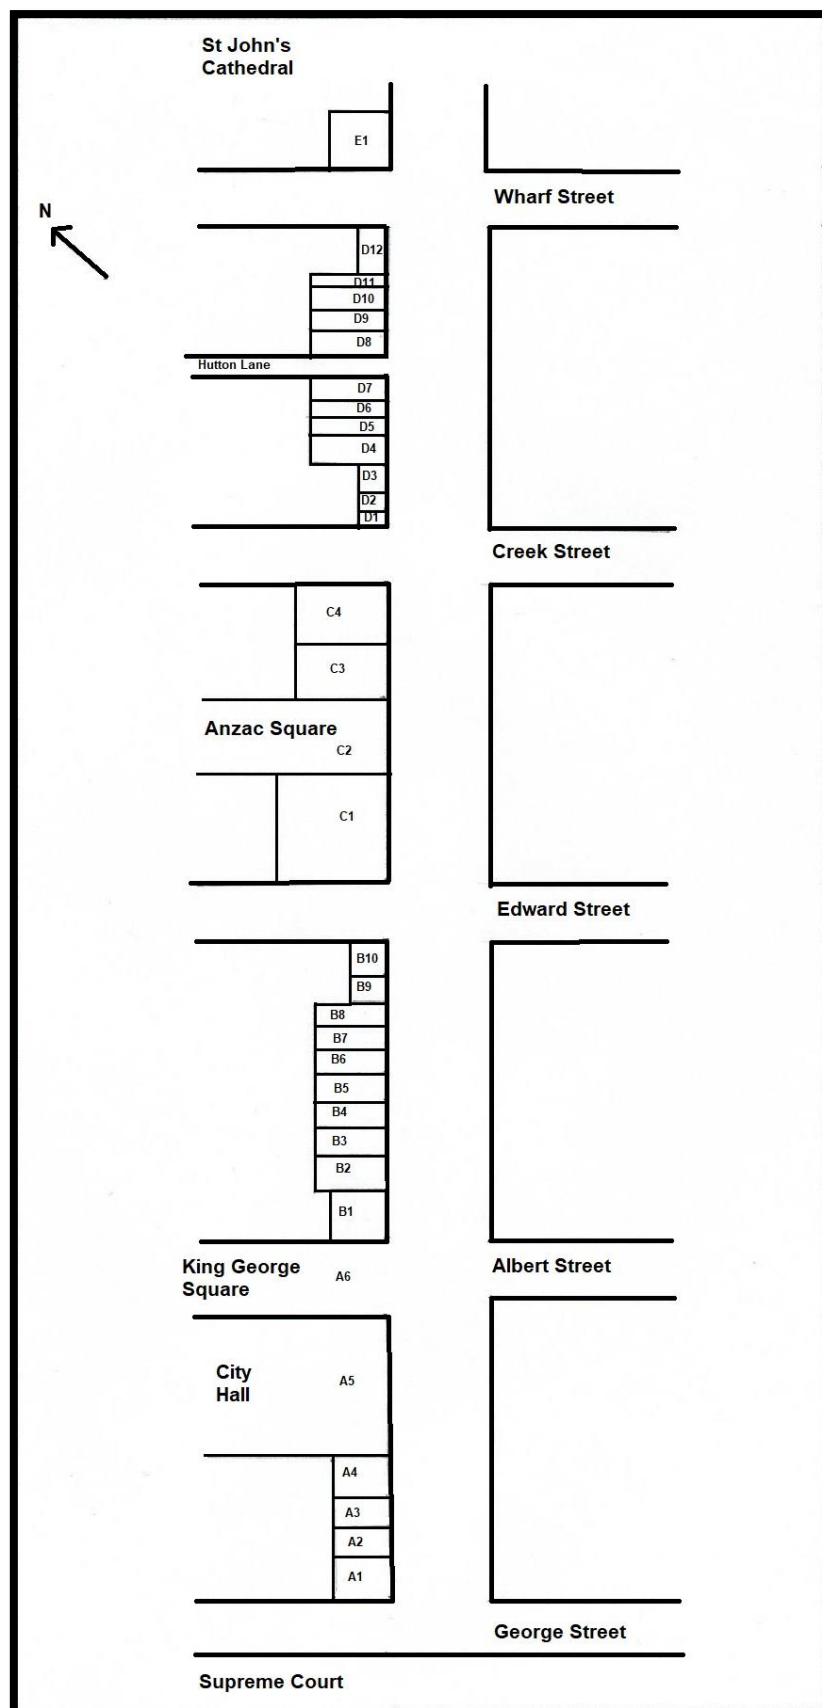 St John's
Cathedral
E1
Wharf Street
N
D12
D11
D10
D9
D8
Hutton Lane
D7
D6
D5
D4
D3
D2
D1
Creek Street
C4
C3
Anzac Square
C2
C1
Edward Street
B10
B9
B8
B7
B6
B5
B4
B3
B2
B1
King George
Square
A6
Albert Street
City
Hall
A5
A4
A3
A2
A1
George Street
Supreme Court